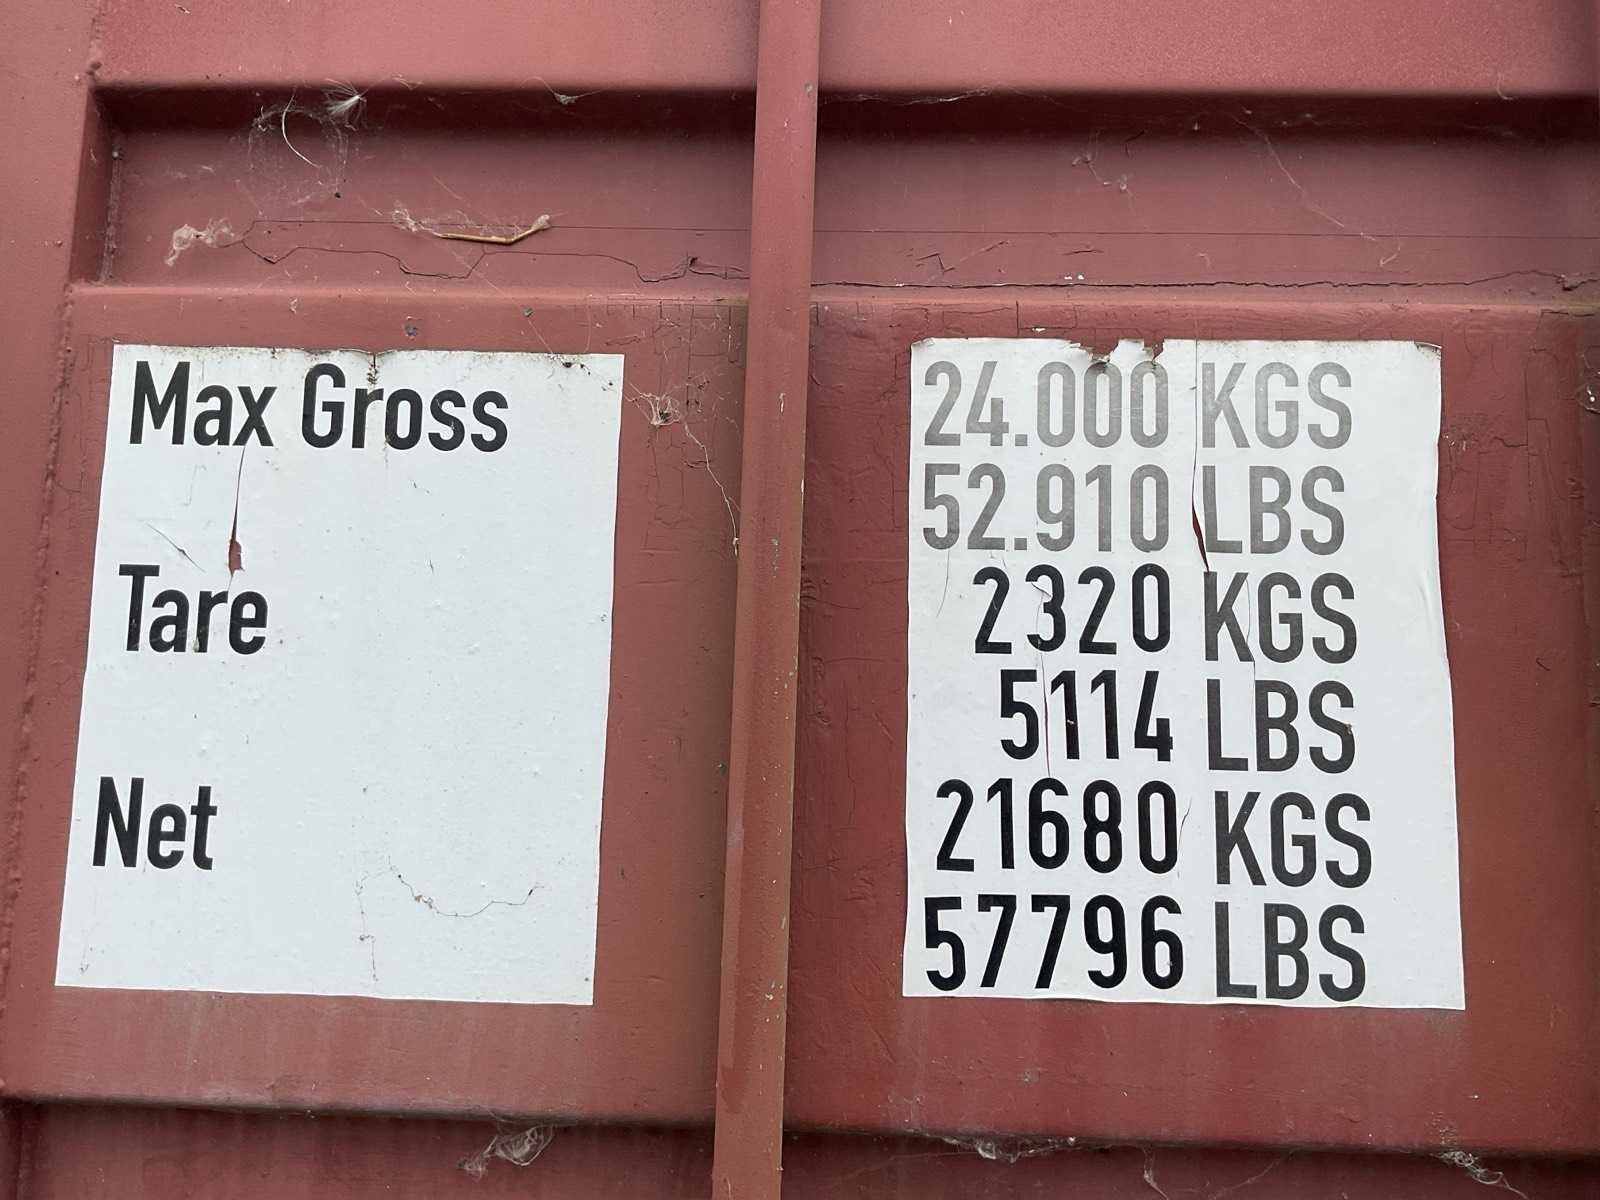 Max Gross 24.000 KGS
52.910 LBS
Tare 2320 KGS
5114 LBS
Net 21680 KGS
57796 LBS